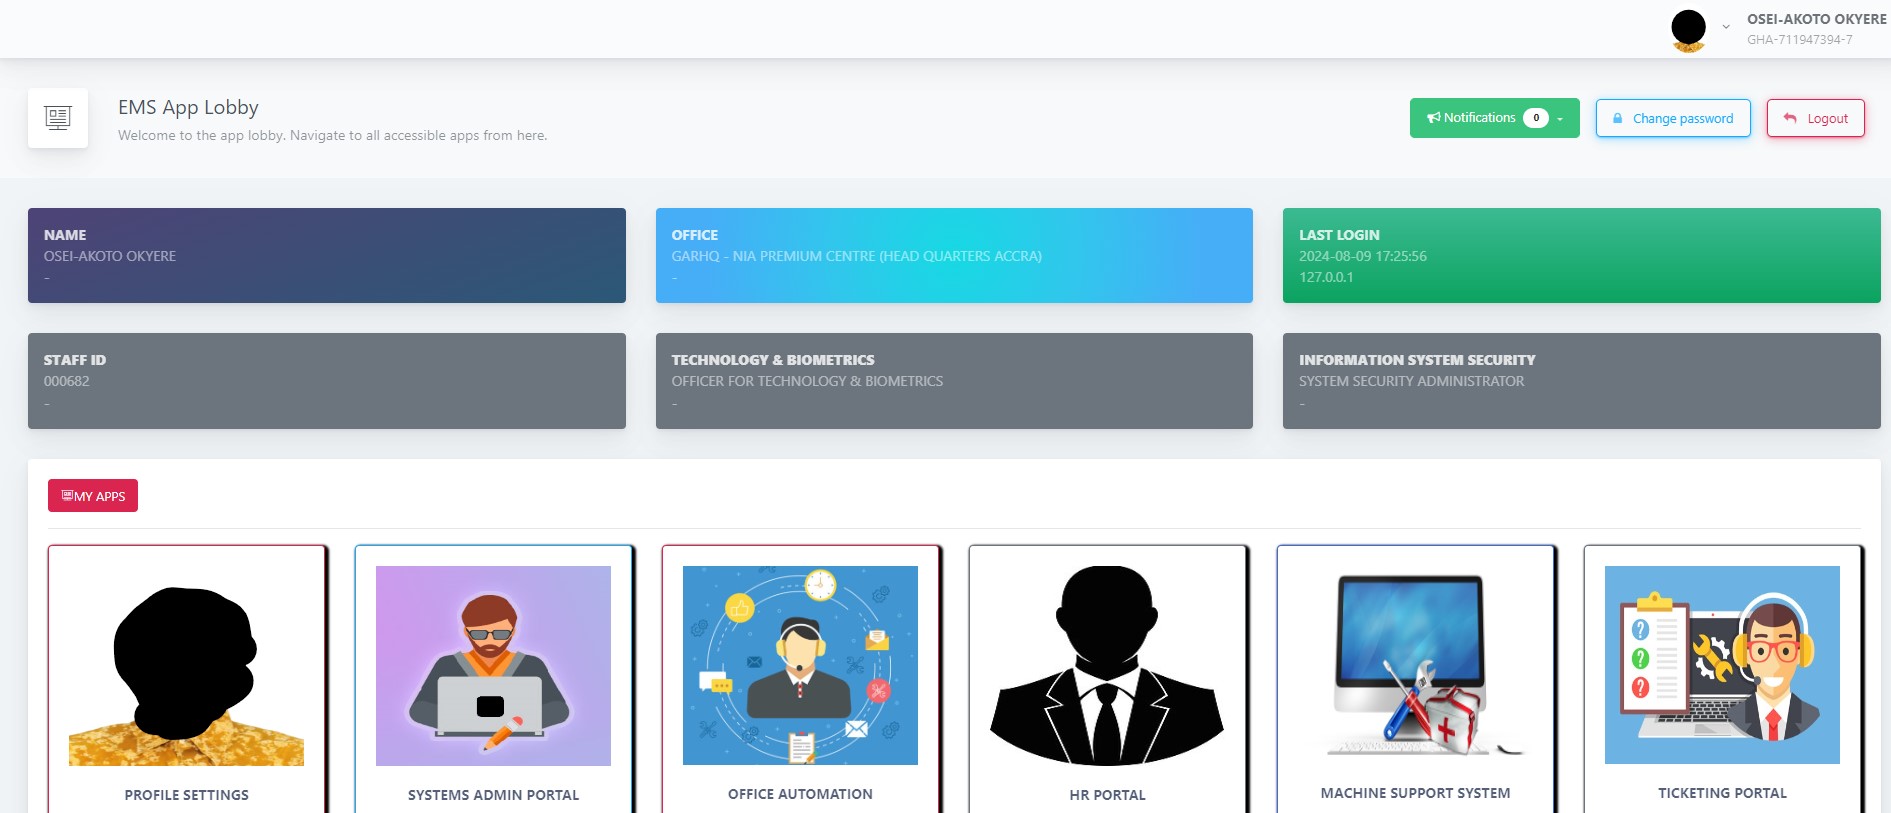 OSEI-AKOTO OKYERE
GHA-711947394-7
EMS App Lobby
Welcome to the app lobby. Navigate to all accessible apps from here.
Notifications 0
Change password
Logout
NAME
OSEI-AKOTO OKYERE
-
OFFICE
GARHQ - NIA PREMIUM CENTRE (HEAD QUARTERS ACCRA)
-
LAST LOGIN
2024-08-09 17:25:56
127.0.0.1
STAFF ID
000682
-
TECHNOLOGY & BIOMETRICS
OFFICER FOR TECHNOLOGY & BIOMETRICS
-
INFORMATION SYSTEM SECURITY
SYSTEM SECURITY ADMINISTRATOR
-
MY APPS
PROFILE SETTINGS
SYSTEMS ADMIN PORTAL
OFFICE AUTOMATION
HR PORTAL
MACHINE SUPPORT SYSTEM
?
?
?
TICKETING PORTAL